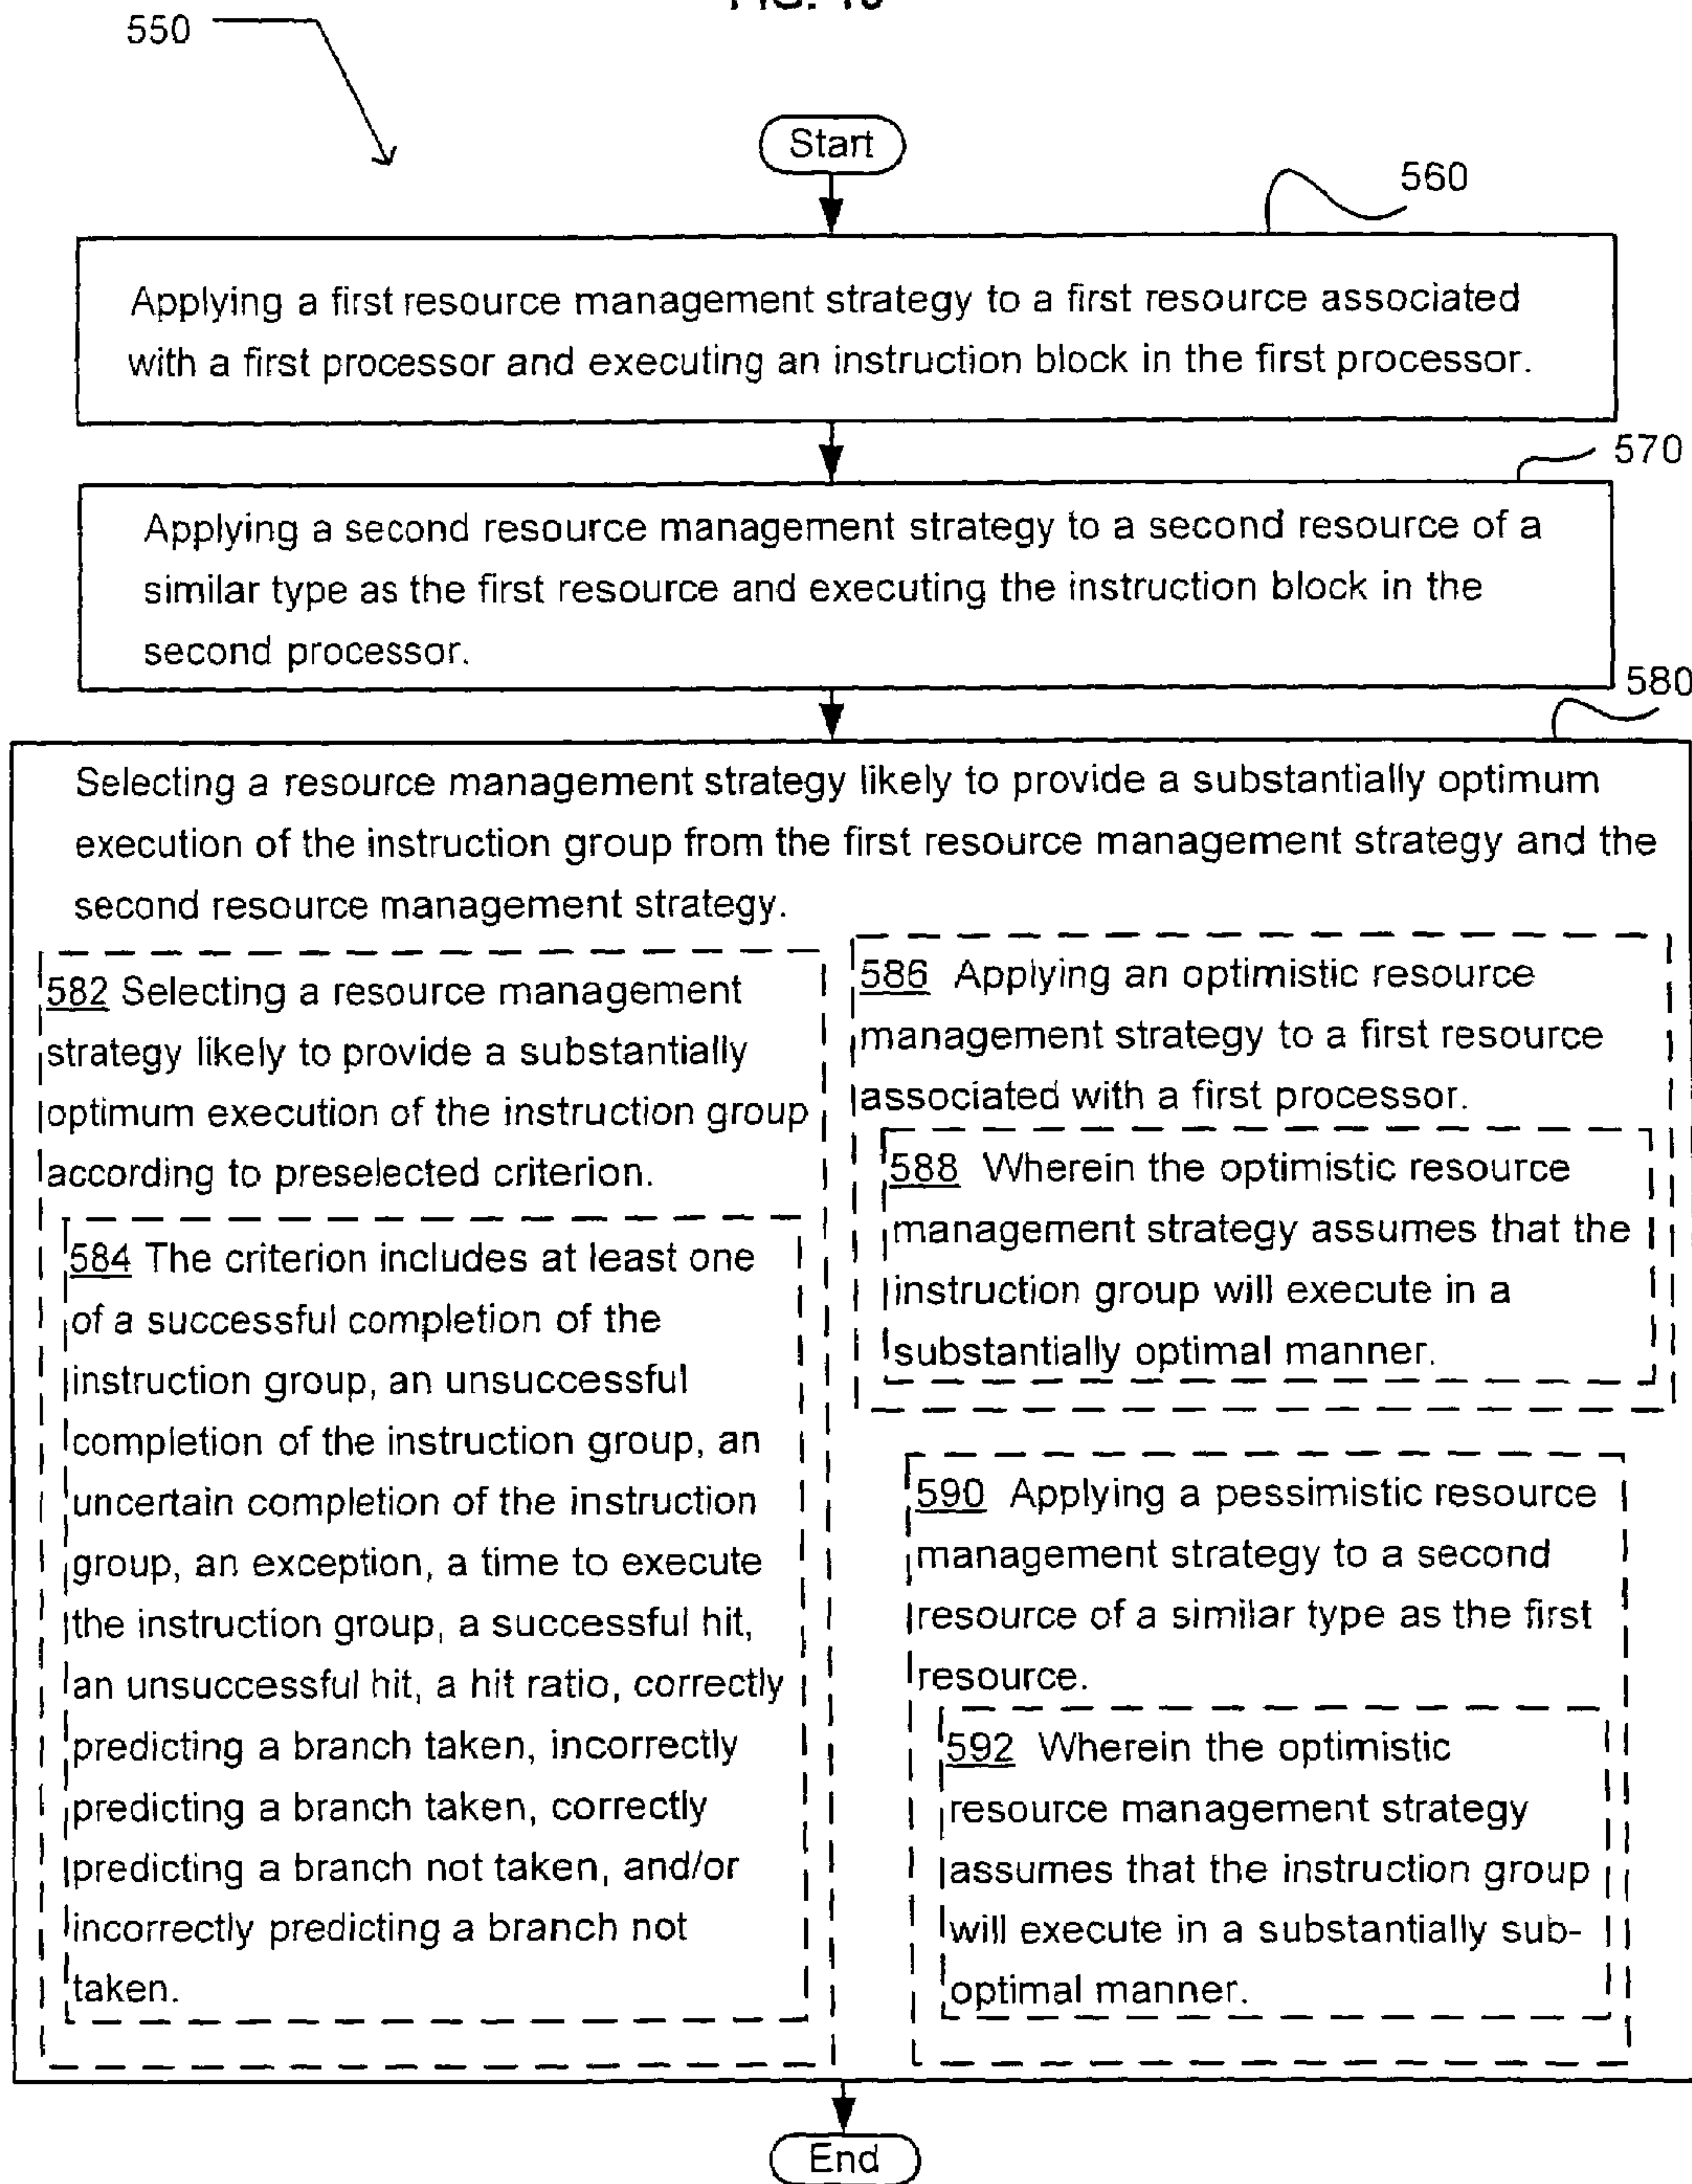 550
Start
560
Applying a first resource management strategy to a first resource associated
with a first processor and executing an instruction block in the first processor.
570
Applying a second resource management strategy to a second resource of a
similar type as the first resource and executing the instruction block in the
second processor.
580
Selecting a resource management strategy likely to provide a substantially optimum
execution of the instruction group from the first resource management strategy and the
second resource management strategy.
582 Selecting a resource management
strategy likely to provide a substantially
optimum execution of the instruction group
according to preselected criterion.
584 The criterion includes at least one
of a successful completion of the
instruction group, an unsuccessful
completion of the instruction group, an
uncertain completion of the instruction
group, an exception, a time to execute
the instruction group, a successful hit,
an unsuccessful hit, a hit ratio, correctly
predicting a branch taken, incorrectly
predicting a branch taken, correctly
predicting a branch not taken, and/or
incorrectly predicting a branch not
taken.
586 Applying an optimistic resource
management strategy to a first resource
associated with a first processor.
588 Wherein the optimistic resource
management strategy assumes that the
instruction group will execute in a
substantially optimal manner.
590 Applying a pessimistic resource
management strategy to a second
resource of a similar type as the first
resource.
592 Wherein the optimistic
resource management strategy
assumes that the instruction group
will execute in a substantially sub-
optimal manner.
End